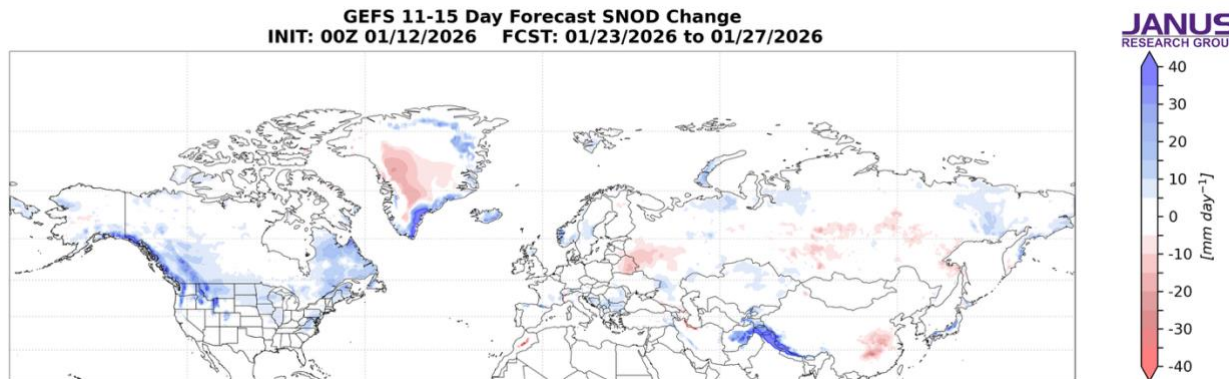 GEFS 11-15 Day Forecast SNOD Change
INIT: 00Z 01/12/2026 FCST: 01/23/2026 to 01/27/2026
JANUS
RESEARCH GROUP
40
30
20
10
0
-10
-20
-30
-40
[mm day⁻¹]